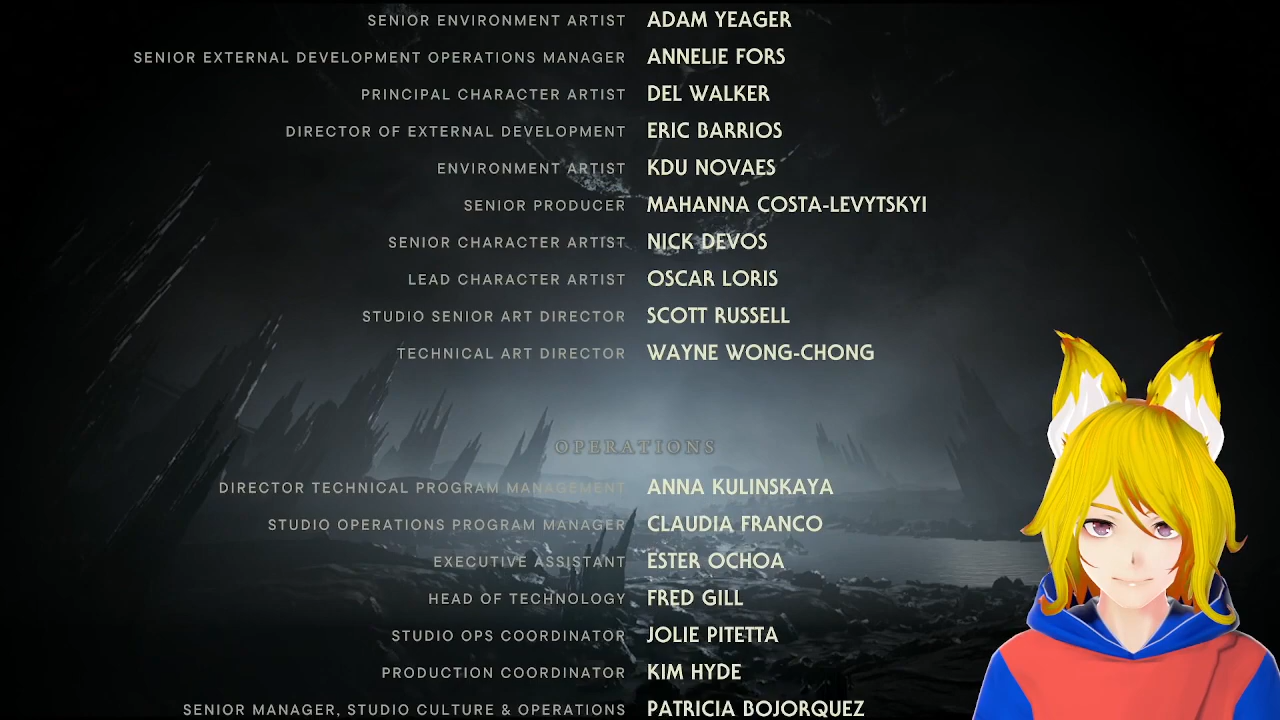 SENIOR ENVIRONMENT ARTIST ADAM YEAGER
SENIOR EXTERNAL DEVELOPMENT OPERATIONS MANAGER ANNELIE FORS
PRINCIPAL CHARACTER ARTIST DEL WALKER
DIRECTOR OF EXTERNAL DEVELOPMENT ERIC BARRIOS
ENVIRONMENT ARTIST KDU NOVAES
SENIOR PRODUCER MAHANNA COSTA-LEVYTSKYI
SENIOR CHARACTER ARTIST NICK DEVOS
LEAD CHARACTER ARTIST OSCAR LORIS
STUDIO SENIOR ART DIRECTOR SCOTT RUSSELL
TECHNICAL ART DIRECTOR WAYNE WONG-CHONG
OPERATIONS
DIRECTOR TECHNICAL PROGRAM MANAGEMENT ANNA KULINSKAYA
STUDIO OPERATIONS PROGRAM MANAGER CLAUDIA FRANCO
EXECUTIVE ASSISTANT ESTER OCHOA
HEAD OF TECHNOLOGY FRED GILL
STUDIO OPS COORDINATOR JOLIE PITETTA
PRODUCTION COORDINATOR KIM HYDE
SENIOR MANAGER, STUDIO CULTURE & OPERATIONS PATRICIA BOJORQUEZ